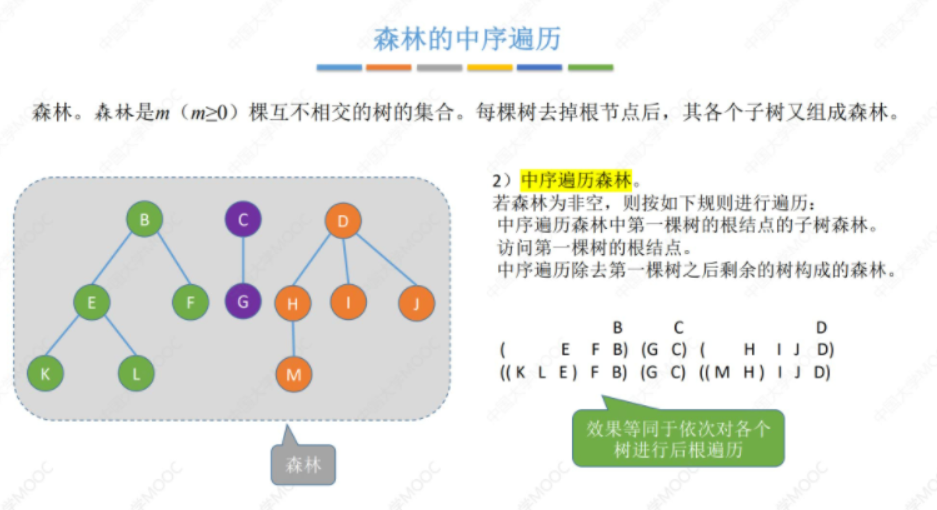 森林的中序遍历
森林。森林是m（m≥0）棵互不相交的树的集合。每棵树去掉根节点后，其各个子树又组成森林。
2）中序遍历森林。
若森林为非空，则按如下规则进行遍历：
中序遍历森林中第一棵树的根结点的子树森林。
访问第一棵树的根结点。
中序遍历除去第一棵树之后剩余的树构成的森林。
B C D
E F G H I J
K L M
森林
B C D
( E F B) (G C) ( H I J D)
((K L E) F B) (G C) ((M H) I J D)
效果等同于依次对各个
树进行后根遍历